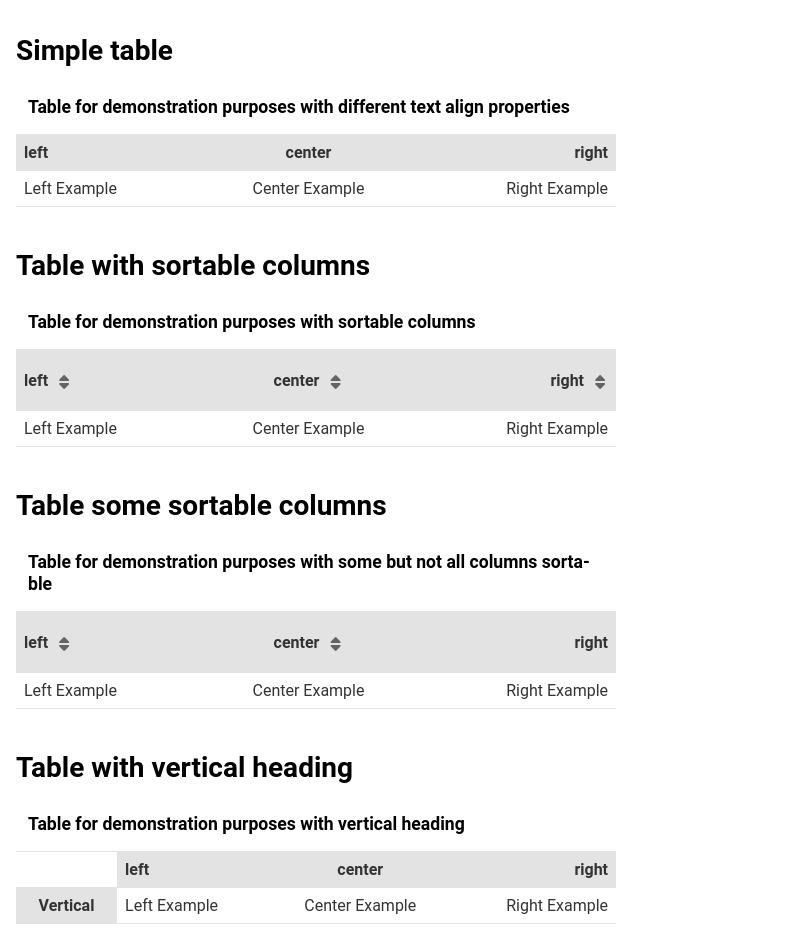 Simple table
Table for demonstration purposes with different text align properties
left center right
Left Example Center Example Right Example
Table with sortable columns
Table for demonstration purposes with sortable columns
left center right
Left Example Center Example Right Example
Table some sortable columns
Table for demonstration purposes with some but not all columns sorta-
ble
left center right
Left Example Center Example Right Example
Table with vertical heading
Table for demonstration purposes with vertical heading
left center right
Vertical Left Example Center Example Right Example